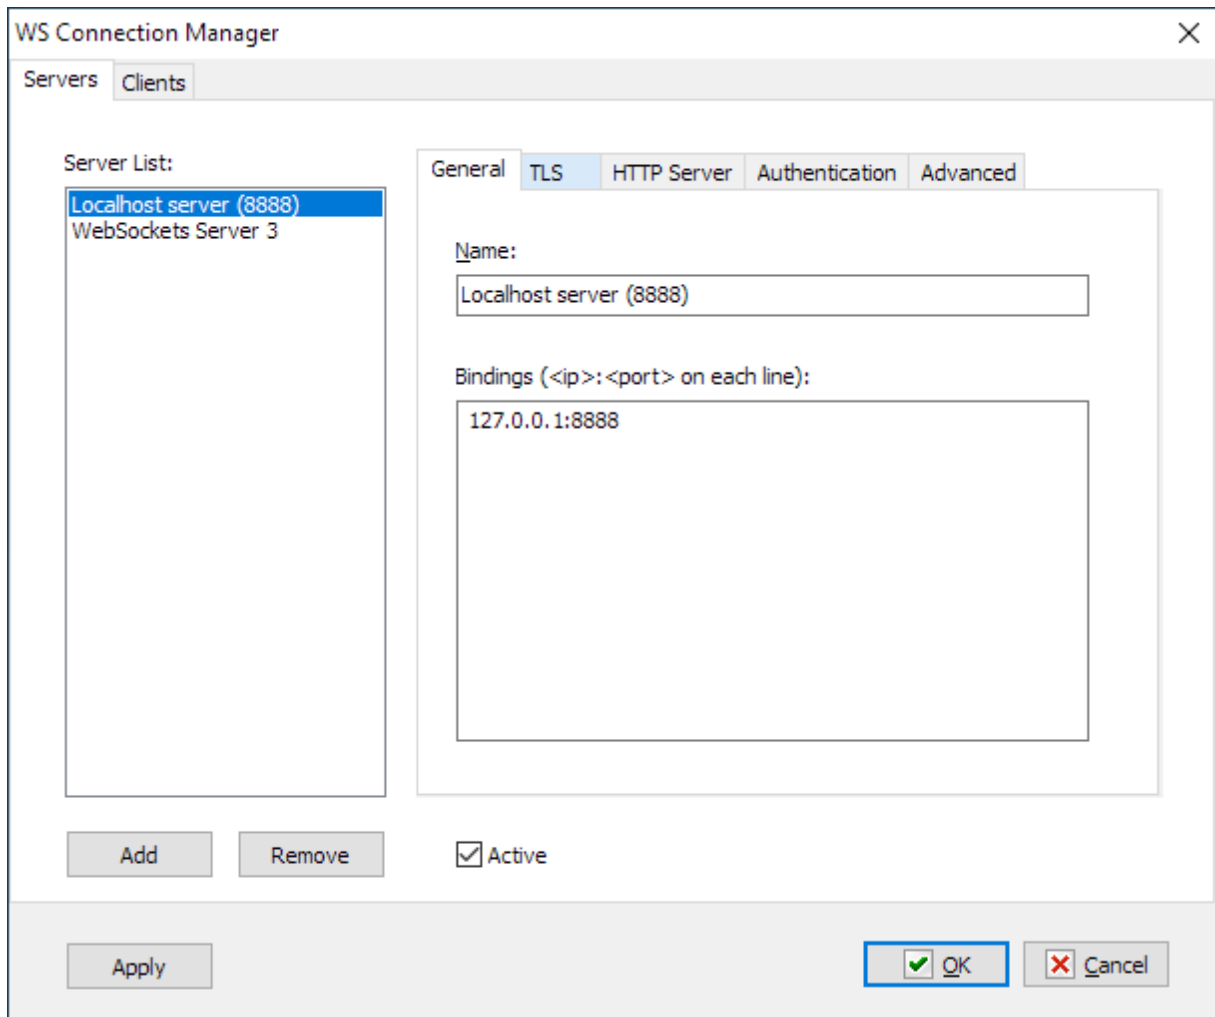 WS Connection Manager
Servers Clients
Server List:
Localhost server (8888)
WebSockets Server 3
General TLS HTTP Server Authentication Advanced
Name:
Localhost server (8888)
Bindings (<ip>:<port> on each line):
127.0.0.1:8888
Add Remove Active
Apply OK Cancel